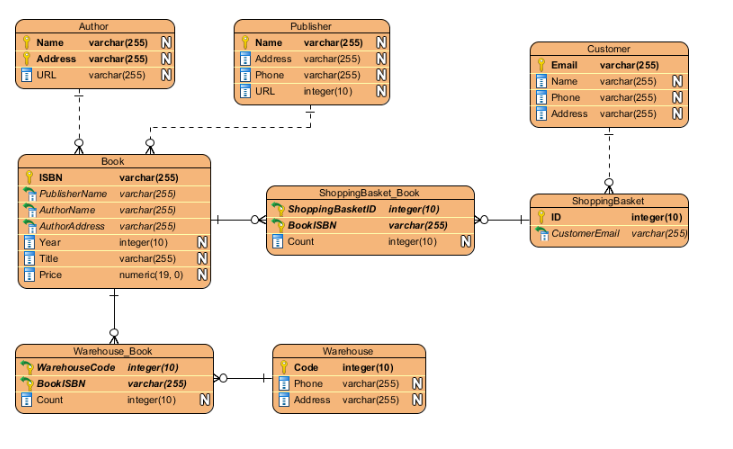 Author
Name varchar(255) N
Address varchar(255) N
URL varchar(255) N
Publisher
Name varchar(255) N
Address varchar(255) N
Phone varchar(255) N
URL integer(10) N
Customer
Email varchar(255)
Name varchar(255) N
Phone varchar(255) N
Address varchar(255) N
Book
ISBN varchar(255)
PublisherName varchar(255)
AuthorName varchar(255)
AuthorAddress varchar(255)
Year integer(10) N
Title varchar(255) N
Price numeric(19, 0) N
ShoppingBasket_Book
ShoppingBasketID integer(10)
BookISBN varchar(255)
Count integer(10) N
ShoppingBasket
ID integer(10)
CustomerEmail varchar(255)
Warehouse_Book
WarehouseCode integer(10)
BookISBN varchar(255)
Count integer(10) N
Warehouse
Code integer(10)
Phone varchar(255) N
Address varchar(255) N